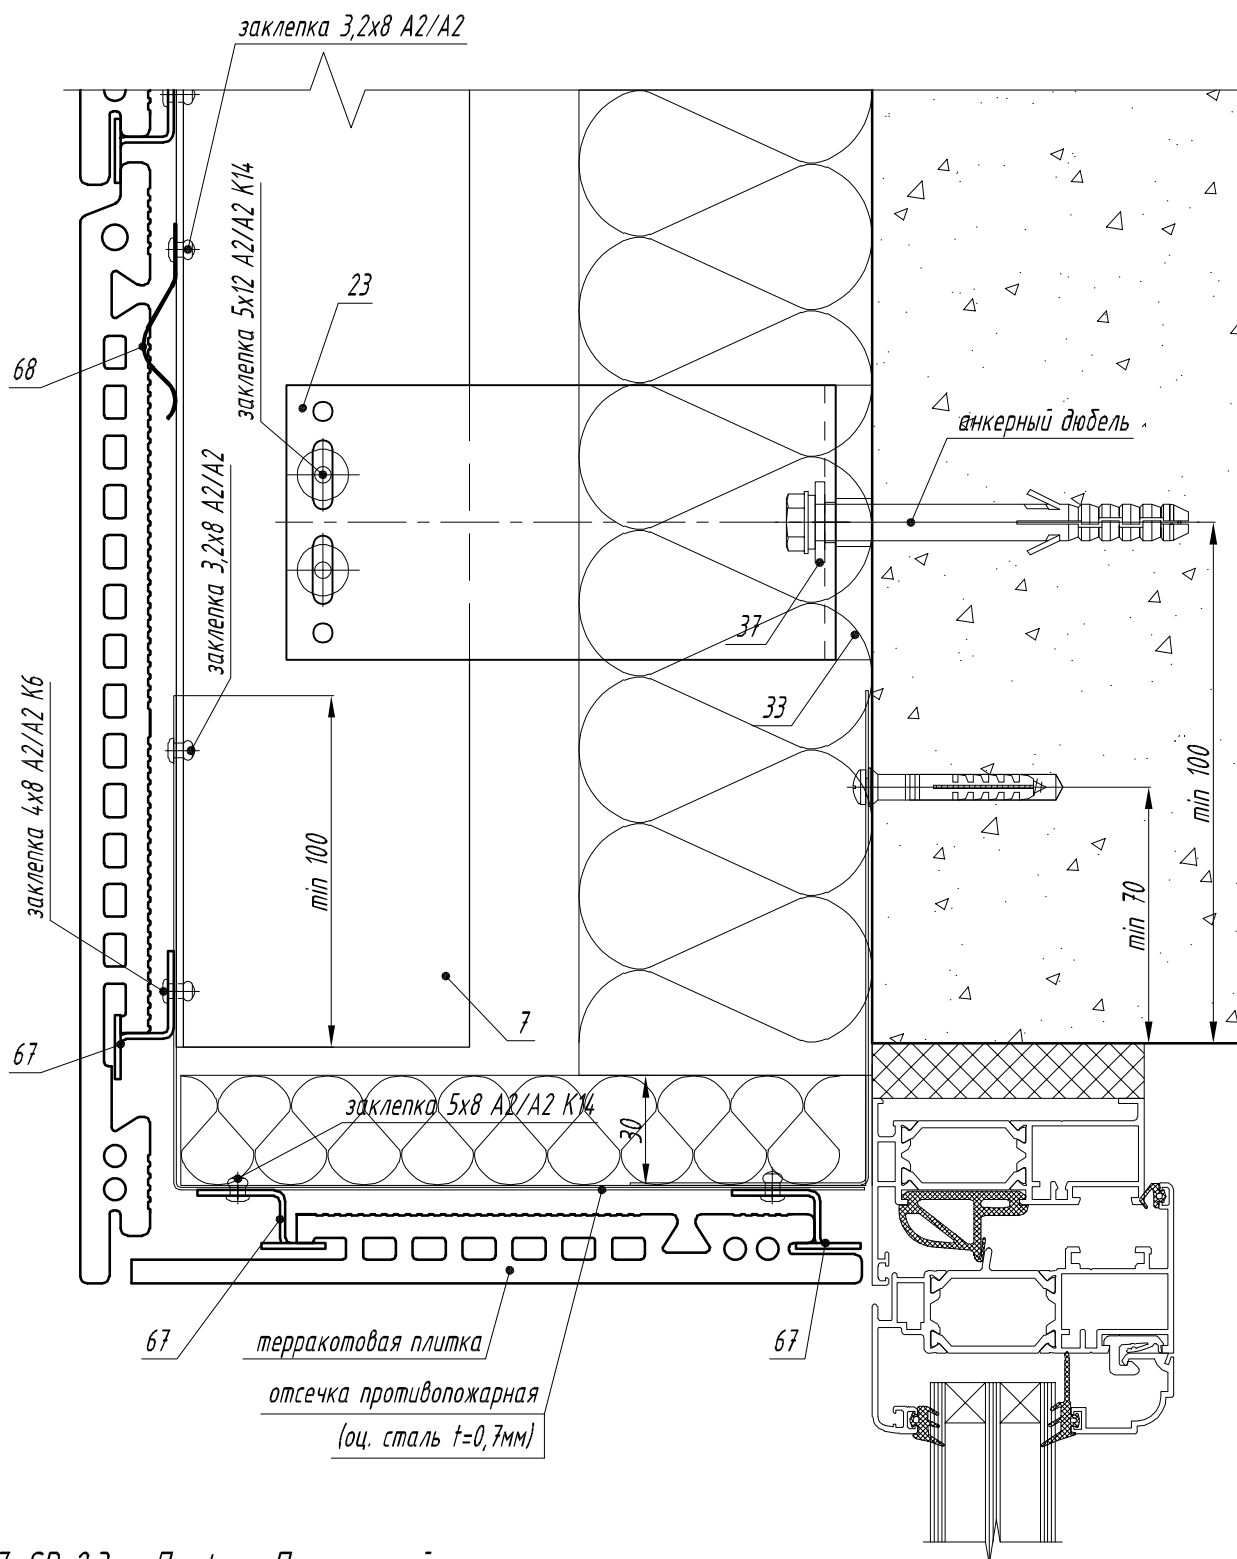 заклепка 3,2х8 А2/А2
заклепка 5х12 А2/А2 К14
23
68
анкерный дюбель
заклепка 3,2х8 А2/А2
37
33
заклепка 4х8 А2/А2 К6
min 100
min 100
min 70
7
67
заклепка 5х8 А2/А2 К14
30
67
терракотовая плитка
67
отсечка противопожарная
(оц. сталь t=0,7мм)